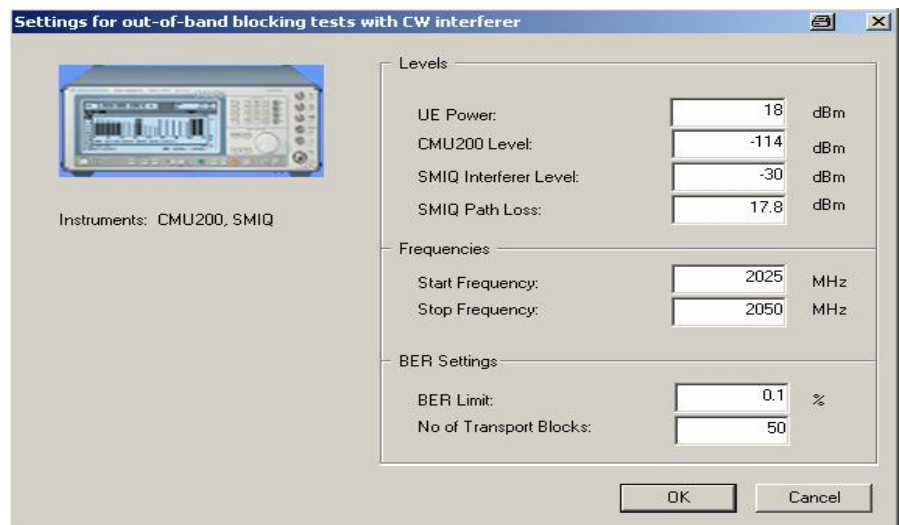 Settings for out-of-band blocking tests with CW interferer
Instruments: CMU200, SMIQ
Levels
UE Power: 18 dBm
CMU200 Level: -114 dBm
SMIQ Interferer Level: -30 dBm
SMIQ Path Loss: 17.8 dBm
Frequencies
Start Frequency: 2025 MHz
Stop Frequency: 2050 MHz
BER Settings
BER Limit: 0.1 %
No of Transport Blocks: 50
OK Cancel